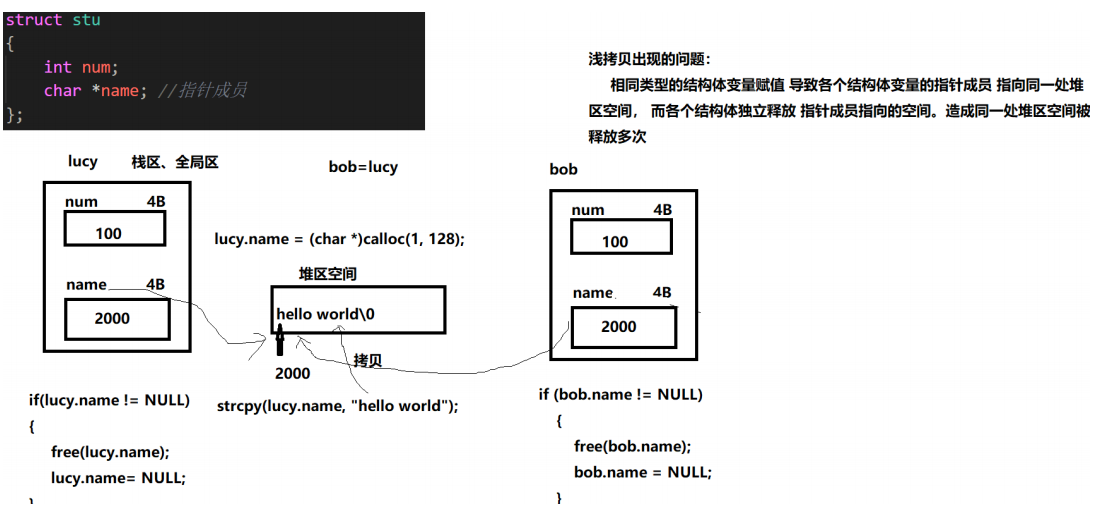 struct stu
{
int num;
char *name; //指针成员
};
浅拷贝出现的问题：
相同类型的结构体变量赋值 导致各个结构体变量的指针成员 指向同一处堆
区空间， 而各个结构体独立释放 指针成员指向的空间。造成同一处堆区空间被
释放多次
lucy 栈区、全局区
bob=lucy
bob
num 4B
100
name 4B
2000
lucy.name = (char *)calloc(1, 128);
堆区空间
hello world\0
2000
拷贝
strcpy(lucy.name, "hello world");
num 4B
100
name 4B
2000
if(lucy.name != NULL)
{
free(lucy.name);
lucy.name= NULL;
}
if (bob.name != NULL)
{
free(bob.name);
bob.name = NULL;
}